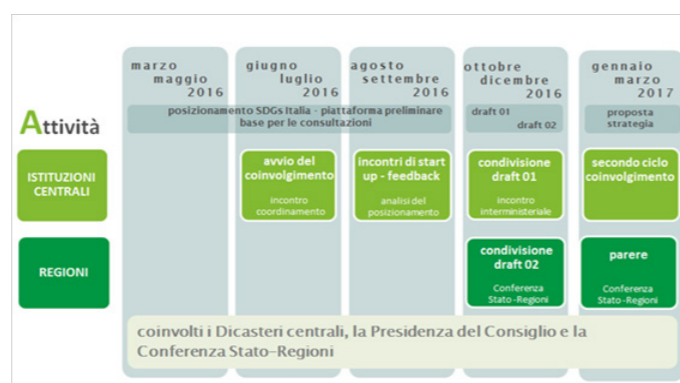 marzo
maggio
2016
giugno
luglio
2016
agosto
settembre
2016
ottobre
dicembre
2016
gennaio
marzo
2017
Attività
posizionamento SDGs Italia - piattaforma preliminare
base per le consultazioni
draft 01
draft 02
proposta
strategia
ISTITUZIONI
CENTRALI
avvio del
coinvolgimento
incontro
coordinamento
incontri di start
up - feedback
analisi del
posizionamento
condivisione
draft 01
incontro
interministeriale
secondo ciclo
coinvolgimento
REGIONI
condivisione
draft 02
Conferenza
Stato-Regioni
parere
Conferenza
Stato-Regioni
coinvolti i Dicasteri centrali, la Presidenza del Consiglio e la
Conferenza Stato-Regioni